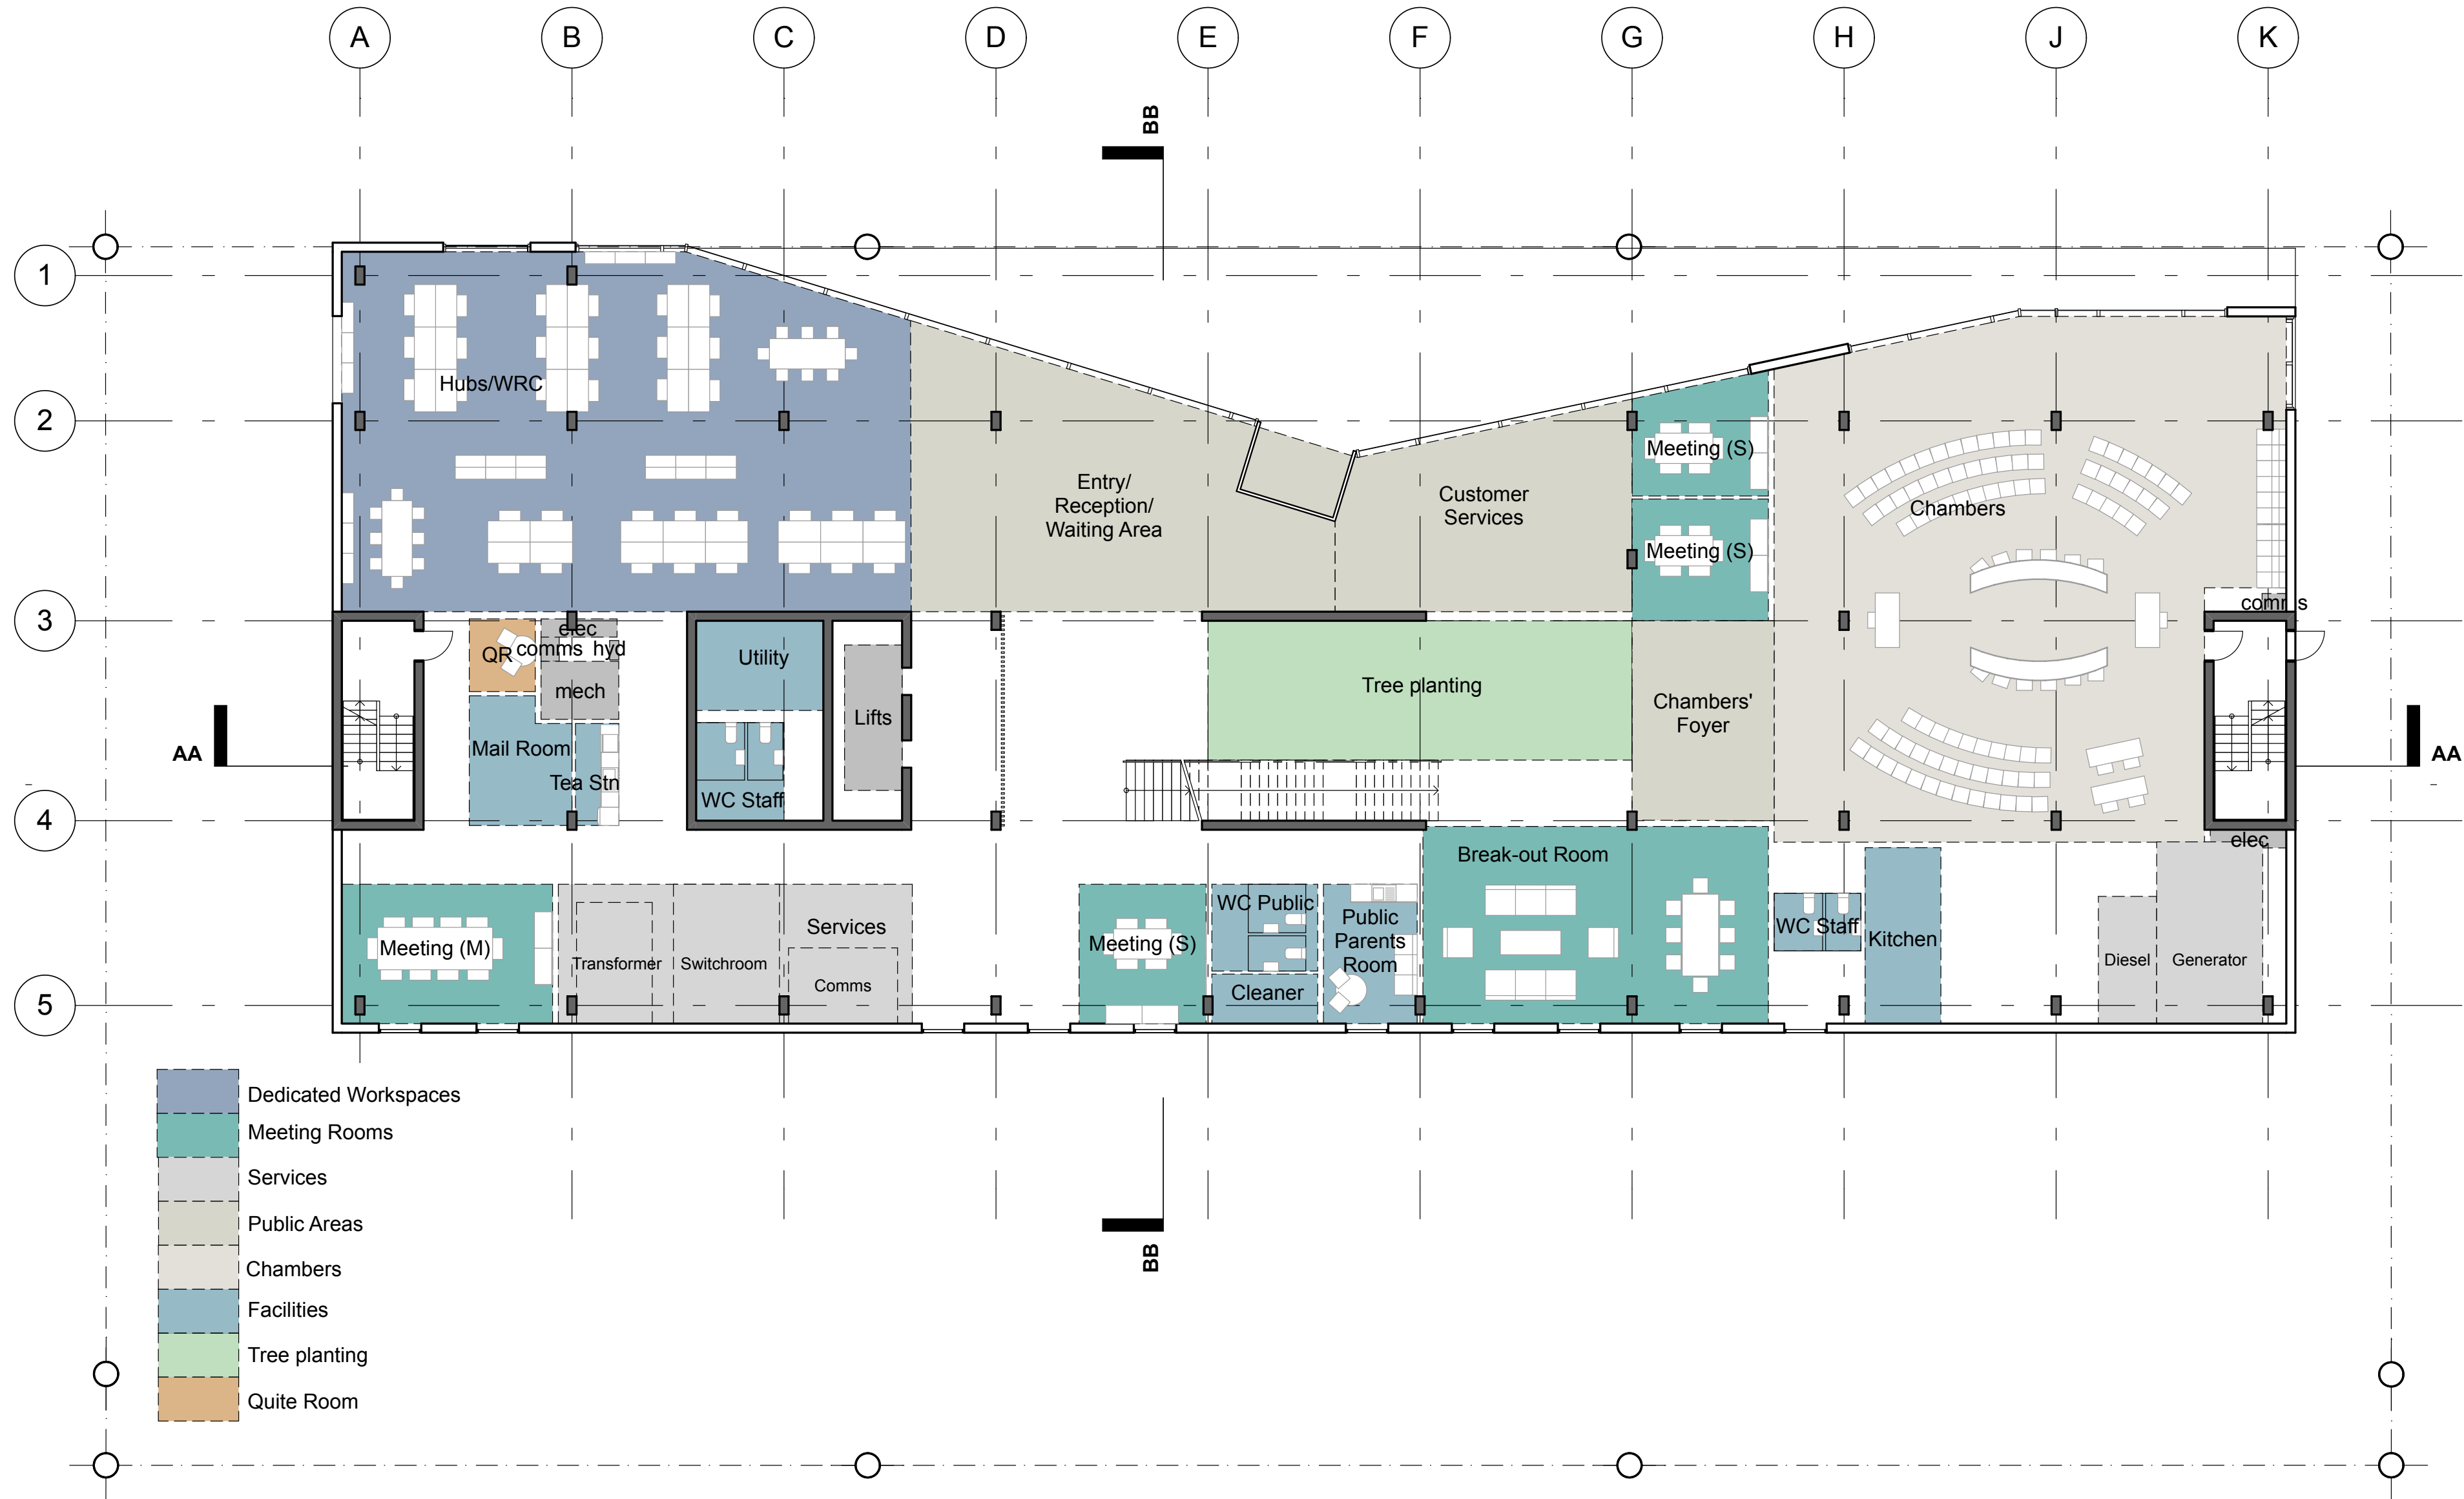 A B C D E F G H J K
BB
1
2
Hubs/WRC
Meeting (S)
Entry/
Reception/
Waiting Area
Customer
Services
Chambers
Meeting (S)
3
comms
elec
QR
comms hyd
Utility
mech
Tree planting
Lifts
Chambers'
Foyer
Mail Room
AA
AA
Tea Stn
WC Staff
4
elec
Break-out Room
WC Public
Public
Parents
Room
Services
WC Staff
Meeting (M)
Meeting (S)
Kitchen
Transformer
Switchroom
Diesel
Generator
Comms
Cleaner
5
Dedicated Workspaces
Meeting Rooms
Services
Public Areas
Chambers
Facilities
Tree planting
Quite Room
BB